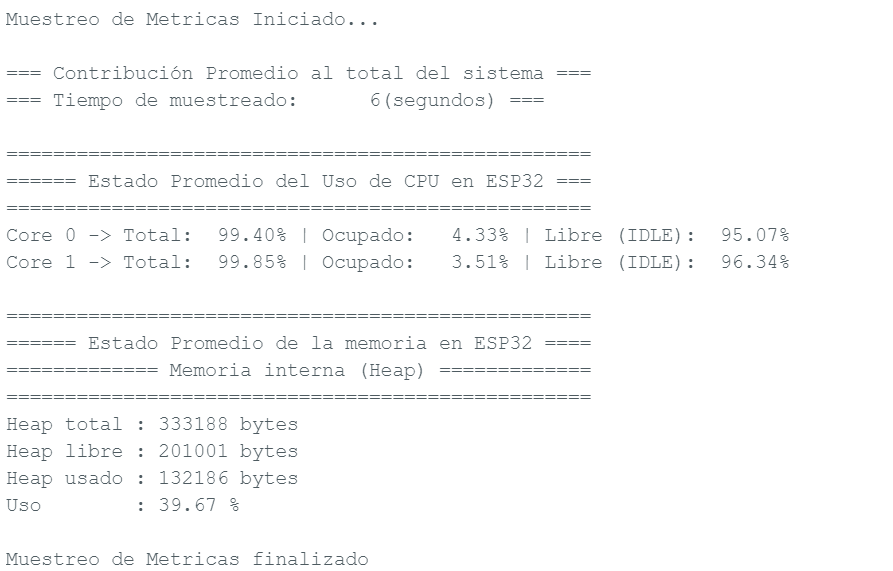 Muestreo de Metricas Iniciado...
=== Contribución Promedio al total del sistema ===
=== Tiempo de muestreado:      6(segundos) ===
==================================================
====== Estado Promedio del Uso de CPU en ESP32 ===
==================================================
Core 0 -> Total:  99.40% | Ocupado:   4.33% | Libre (IDLE):  95.07%
Core 1 -> Total:  99.85% | Ocupado:   3.51% | Libre (IDLE):  96.34%
==================================================
====== Estado Promedio de la memoria en ESP32 ====
============= Memoria interna (Heap) =============
==================================================
Heap total : 333188 bytes
Heap libre : 201001 bytes
Heap usado : 132186 bytes
Uso        : 39.67 %
Muestreo de Metricas finalizado